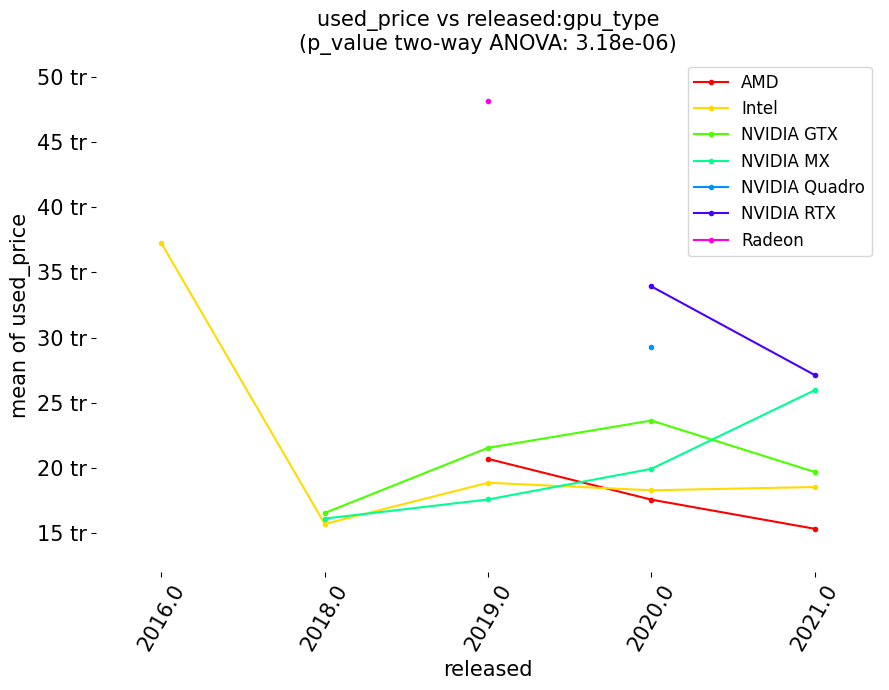 used_price vs released:gpu_type
(p_value two-way ANOVA: 3.18e-06)
AMD
Intel
NVIDIA GTX
NVIDIA MX
NVIDIA Quadro
NVIDIA RTX
Radeon
mean of used_price
50 tr
45 tr
40 tr
35 tr
30 tr
25 tr
20 tr
15 tr
2016.0
2018.0
2019.0
2020.0
2021.0
released